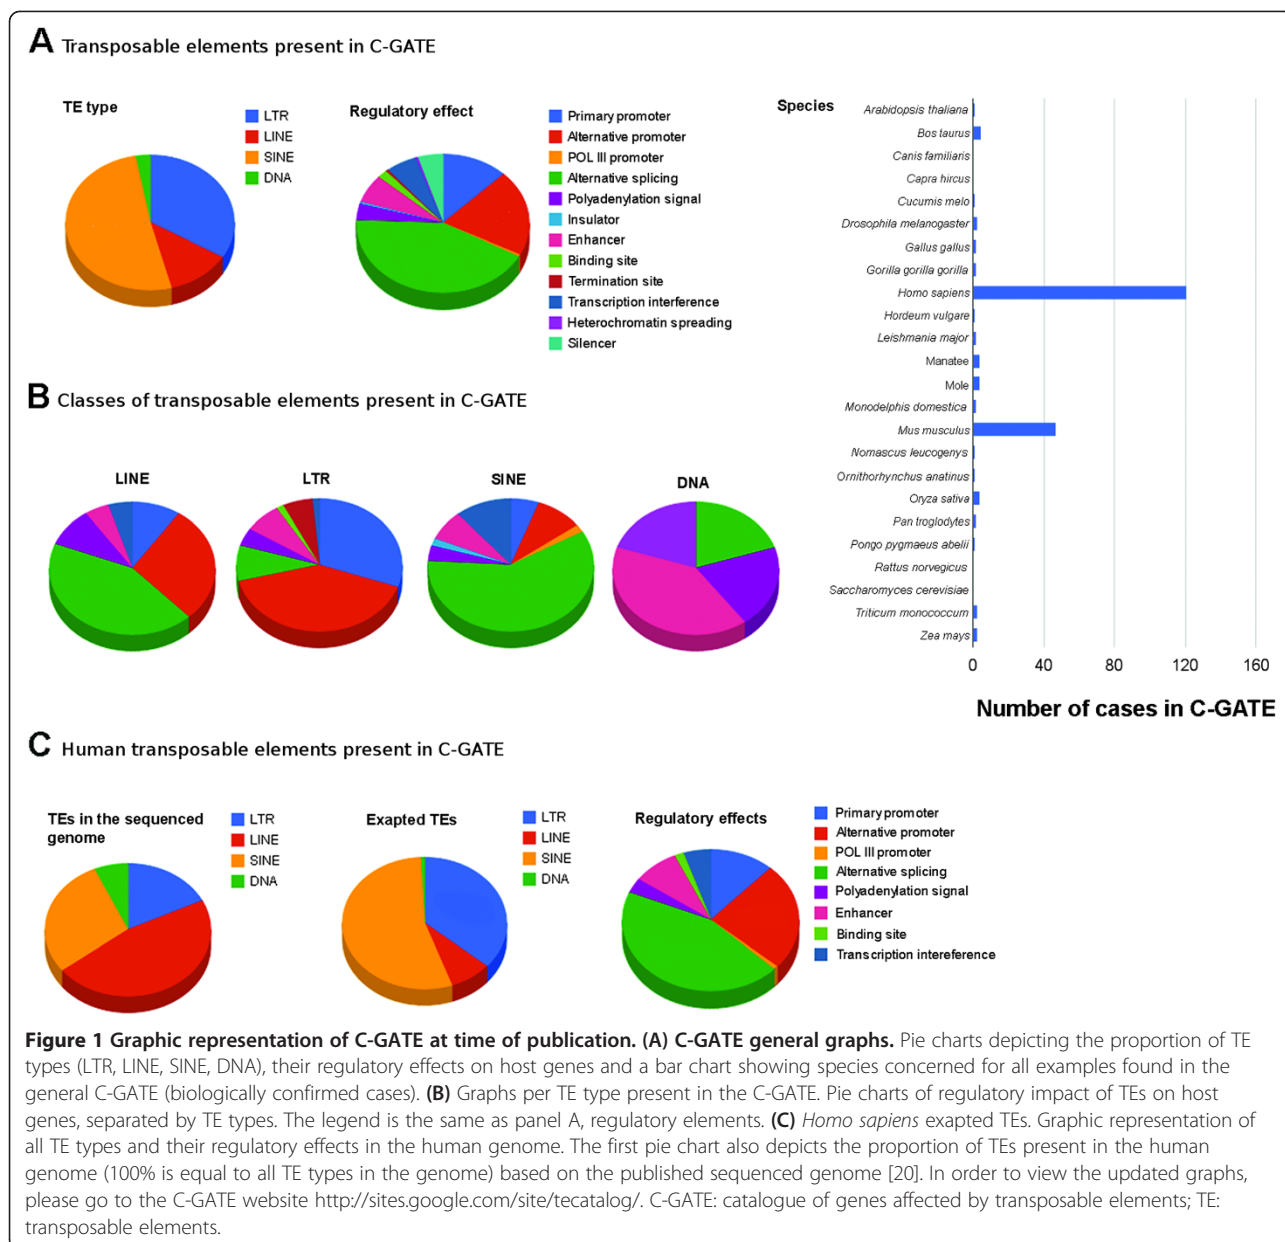 A Transposable elements present in C-GATE
TE type
LTR
LINE
SINE
DNA
Regulatory effect
Primary promoter
Alternative promoter
POL III promoter
Alternative splicing
Polyadenylation signal
Insulator
Enhancer
Binding site
Termination site
Transcription interference
Heterochromatin spreading
Silencer
Species
Arabidopsis thaliana
Bos taurus
Canis familiaris
Capra hircus
Cucumis melo
Drosophila melanogaster
Gallus gallus
Gorilla gorilla gorilla
Homo sapiens
Hordeum vulgare
Leishmania major
Manatee
Mole
Monodelphis domestica
Mus musculus
Nomascus leucogenys
Ornithorhynchus anatinus
Oryza sativa
Pan troglodytes
Pongo pygmaeus abelii
Rattus norvegicus
Saccharomyces cerevisiae
Triticum monococcum
Zea mays
0 40 80 120 160
Number of cases in C-GATE
B Classes of transposable elements present in C-GATE
LINE
LTR
SINE
DNA
C Human transposable elements present in C-GATE
TEs in the sequenced
genome
LTR
LINE
SINE
DNA
Exapted TEs
LTR
LINE
SINE
DNA
Regulatory effects
Primary promoter
Alternative promoter
POL III promoter
Alternative splicing
Polyadenylation signal
Enhancer
Binding site
Transcription intereference
Figure 1 Graphic representation of C-GATE at time of publication. (A) C-GATE general graphs. Pie charts depicting the proportion of TE
types (LTR, LINE, SINE, DNA), their regulatory effects on host genes and a bar chart showing species concerned for all examples found in the
general C-GATE (biologically confirmed cases). (B) Graphs per TE type present in the C-GATE. Pie charts of regulatory impact of TEs on host
genes, separated by TE types. The legend is the same as panel A, regulatory elements. (C) Homo sapiens exapted TEs. Graphic representation of
all TE types and their regulatory effects in the human genome. The first pie chart also depicts the proportion of TEs present in the human
genome (100% is equal to all TE types in the genome) based on the published sequenced genome [20]. In order to view the updated graphs,
please go to the C-GATE website http://sites.google.com/site/tecatalog/. C-GATE: catalogue of genes affected by transposable elements; TE:
transposable elements.